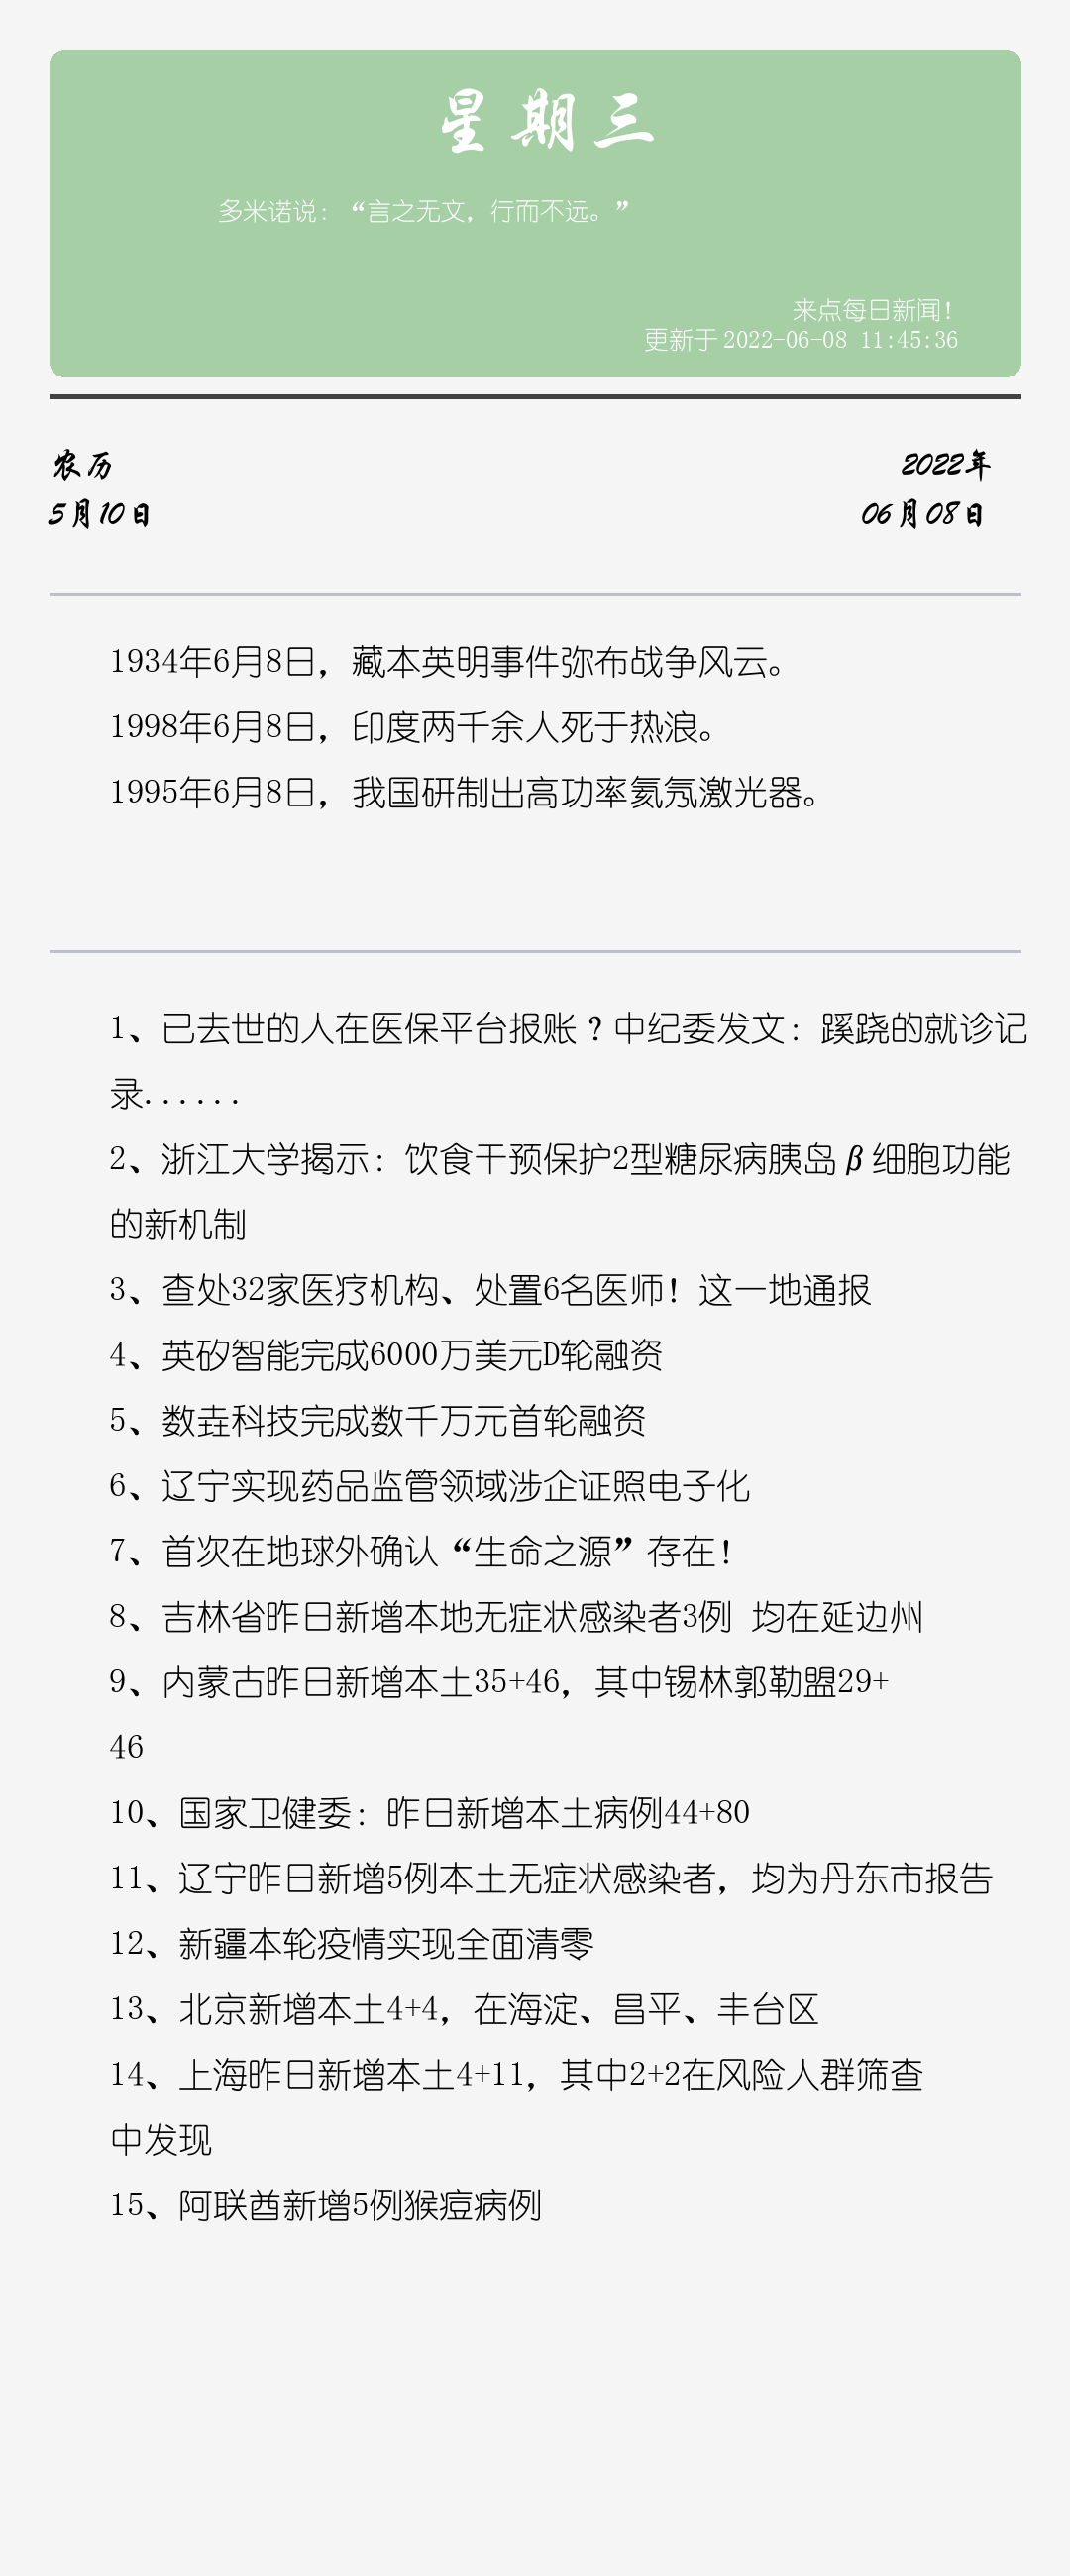 星期三
多米诺说：“言之无文，行而不远。”
来点每日新闻！
更新于 2022-06-08 11:45:36
农历
2022年
5月10日
06月08日
1934年6月8日，藏本英明事件弥布战争风云。
1998年6月8日，印度两千余人死于热浪。
1995年6月8日，我国研制出高功率氦氖激光器。
1、已去世的人在医保平台报账？中纪委发文：蹊跷的就诊记
录......
2、浙江大学揭示：饮食干预保护2型糖尿病胰岛β细胞功能
的新机制
3、查处32家医疗机构、处置6名医师！这一地通报
4、英矽智能完成6000万美元D轮融资
5、数垚科技完成数千万元首轮融资
6、辽宁实现药品监管领域涉企证照电子化
7、首次在地球外确认“生命之源”存在！
8、吉林省昨日新增本地无症状感染者3例 均在延边州
9、内蒙古昨日新增本土35+46，其中锡林郭勒盟29+
46
10、国家卫健委：昨日新增本土病例44+80
11、辽宁昨日新增5例本土无症状感染者，均为丹东市报告
12、新疆本轮疫情实现全面清零
13、北京新增本土4+4，在海淀、昌平、丰台区
14、上海昨日新增本土4+11，其中2+2在风险人群筛查
中发现
15、阿联酋新增5例猴痘病例